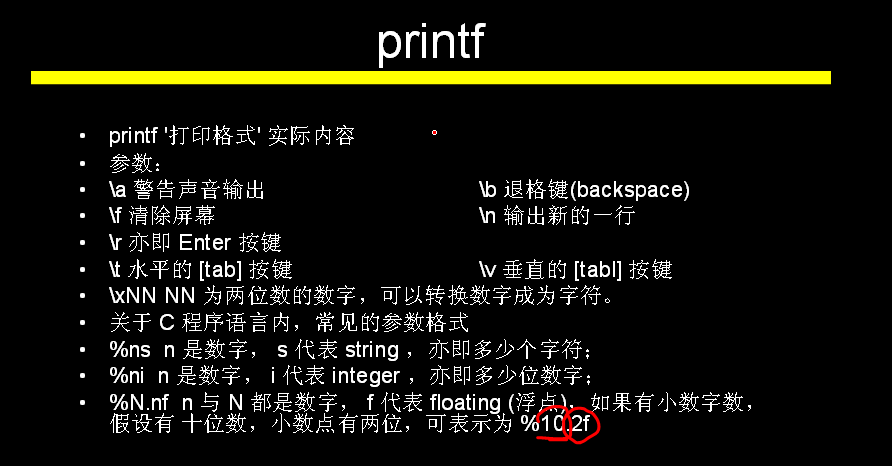 printf
• printf '打印格式' 实际内容
• 参数：
• \a 警告声音输出 \b 退格键(backspace)
• \f 清除屏幕 \n 输出新的一行
• \r 亦即 Enter 按键
• \t 水平的 [tab] 按键 \v 垂直的 [tabl] 按键
• \xNN NN 为两位数的数字，可以转换数字成为字符。
• 关于 C 程序语言内，常见的参数格式
• %ns n 是数字， s 代表 string ，亦即多少个字符；
• %ni n 是数字， i 代表 integer ，亦即多少位数字；
• %N.nf n 与 N 都是数字， f 代表 floating (浮点)，如果有小数字数，
假设有 十位数，小数点有两位，可表示为 %10.2f